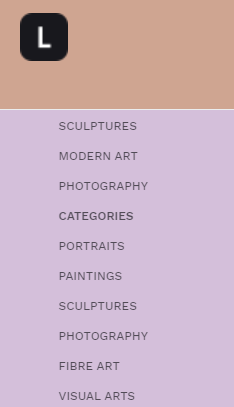 L
SCULPTURES
MODERN ART
PHOTOGRAPHY
CATEGORIES
PORTRAITS
PAINTINGS
SCULPTURES
PHOTOGRAPHY
FIBRE ART
VISUAL ARTS